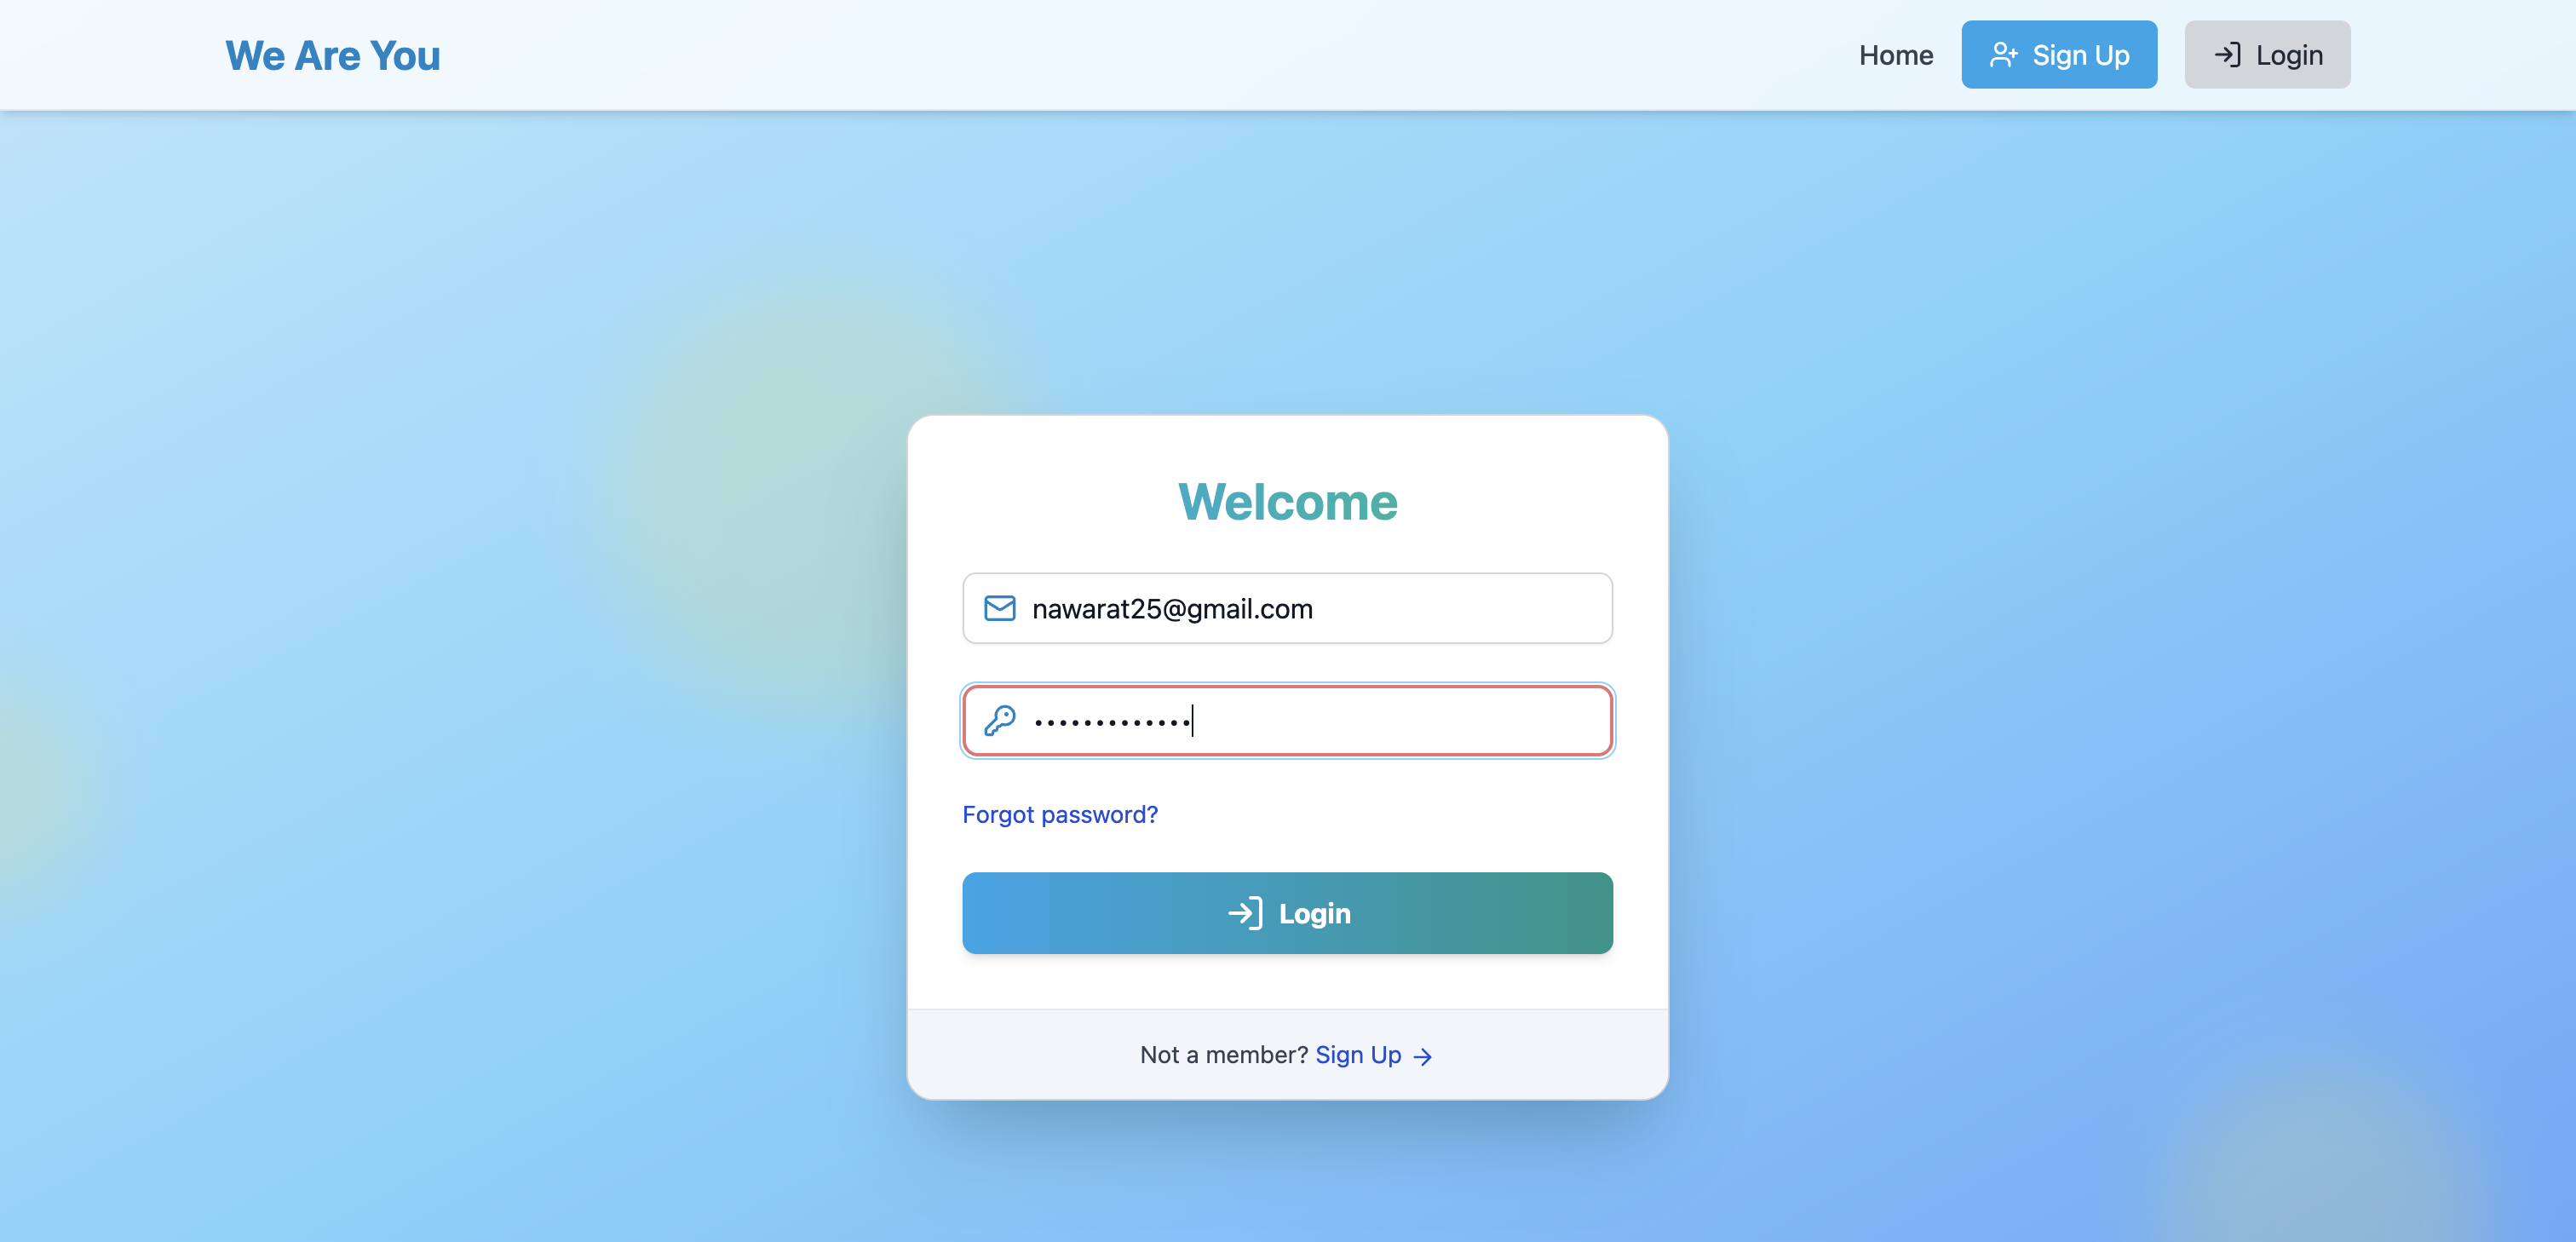 We Are You
Home
Sign Up
Login
Welcome
nawarat25@gmail.com
•••••••••••••
Forgot password?
Login
Not a member? Sign Up →